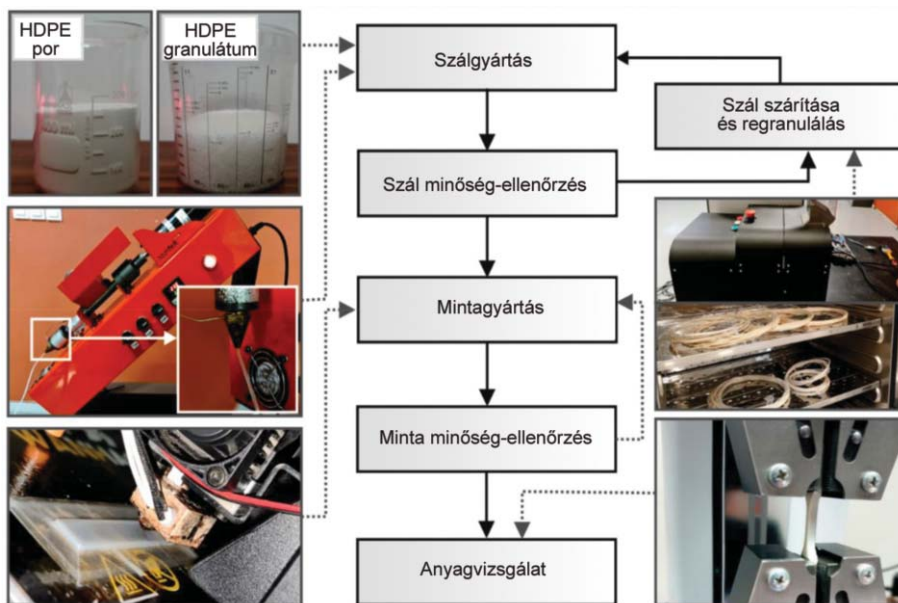 HDPE
por
HDPE
granulátum
Szálgyártás
Szál szárítása
és regranulálás
Szál minőség-ellenőrzés
Mintagyártás
Minta minőség-ellenőrzés
Anyagvizsgálat